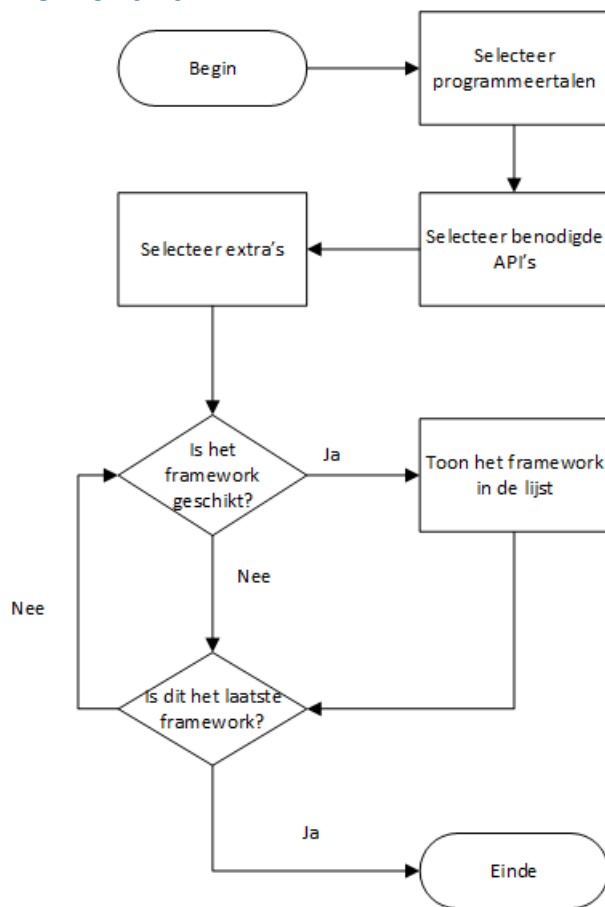 Begin
Selecteer
programmeertalen
Selecteer benodigde
API's
Selecteer extra's
Is het
framework
geschikt?
Ja
Toon het framework
in de lijst
Nee
Nee
Is dit het laatste
framework?
Ja
Einde